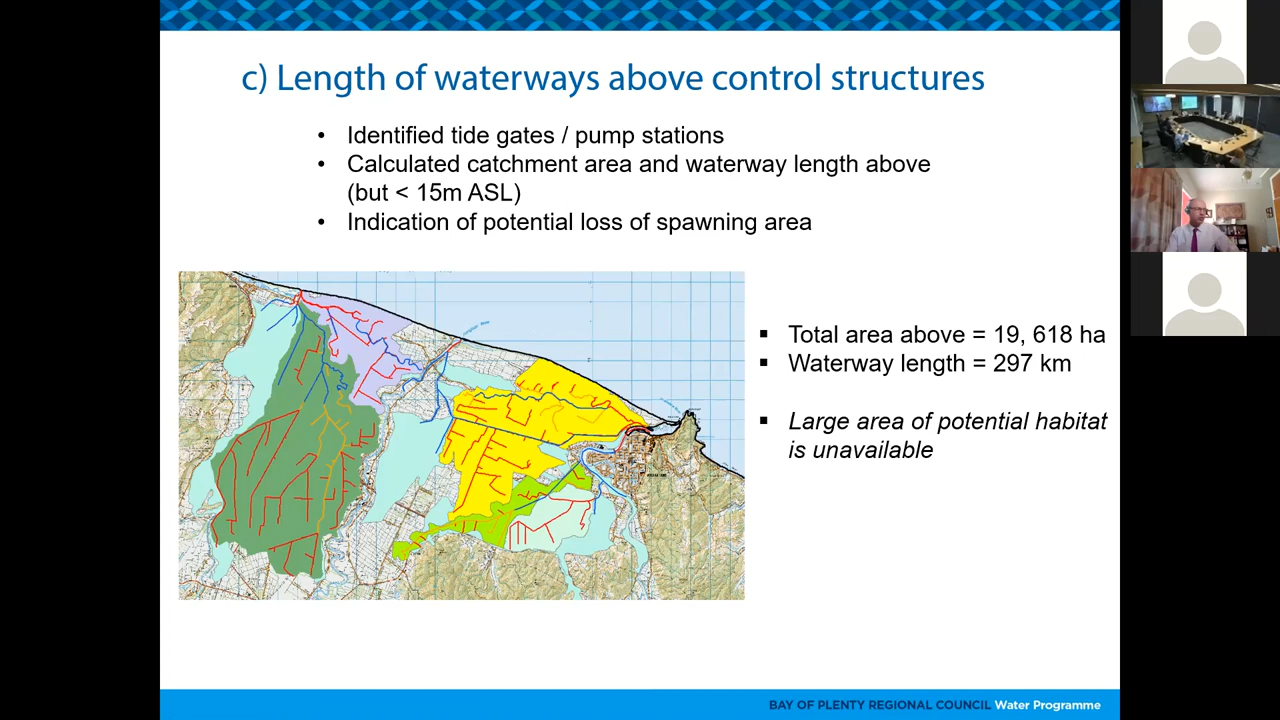 c) Length of waterways above control structures
• Identified tide gates / pump stations
• Calculated catchment area and waterway length above
(but < 15m ASL)
• Indication of potential loss of spawning area
▪ Total area above = 19, 618 ha
▪ Waterway length = 297 km
▪ Large area of potential habitat
is unavailable
BAY OF PLENTY REGIONAL COUNCIL Water Programme